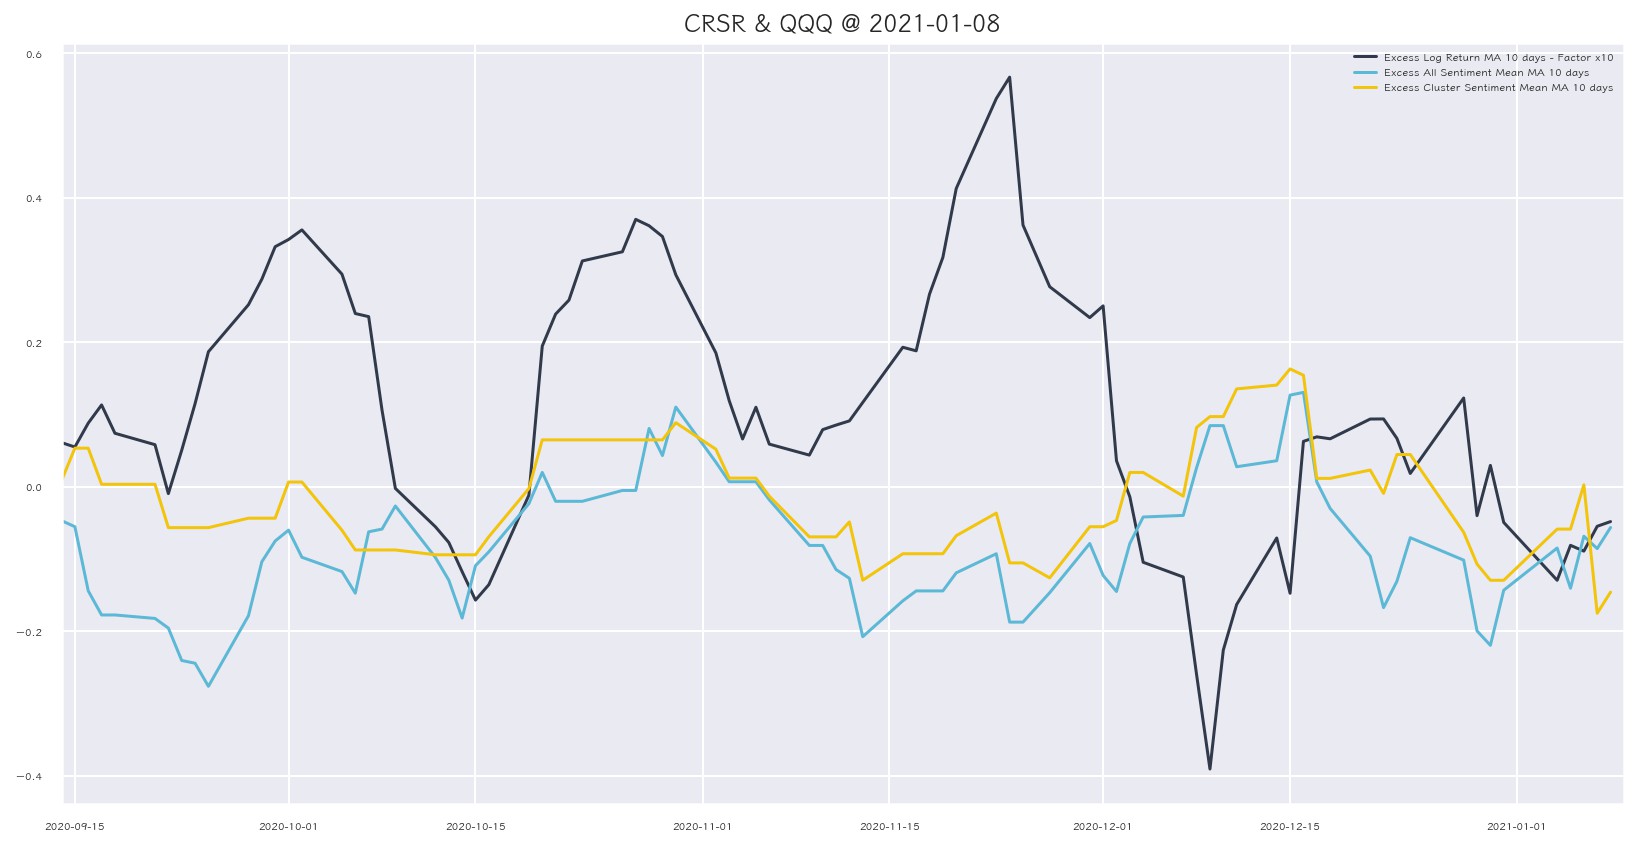 CRSR & QQQ @ 2021-01-08
Excess Log Return MA 10 days - Factor x10
Excess All Sentiment Mean MA 10 days
Excess Cluster Sentiment Mean MA 10 days
0.6
0.4
0.2
0.0
−0.2
−0.4
2020-09-15 2020-10-01 2020-10-15 2020-11-01 2020-11-15 2020-12-01 2020-12-15 2021-01-01